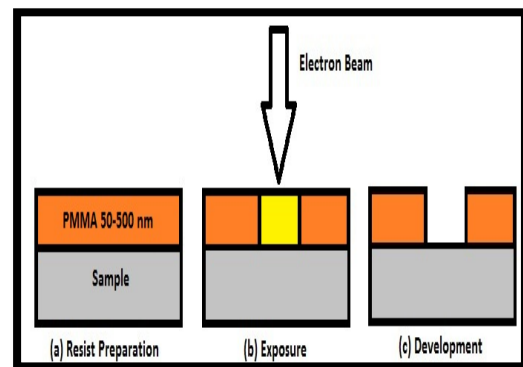 Electron Beam
PMMA 50-500 nm
Sample
(a) Resist Preparation
(b) Exposure
(c) Development